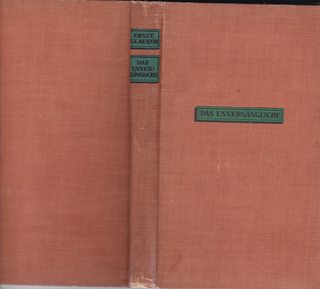 ERNST
GLAESER
DAS
UNVER-
GÄNGLICHE
DAS UNVERGÄNGLICHE